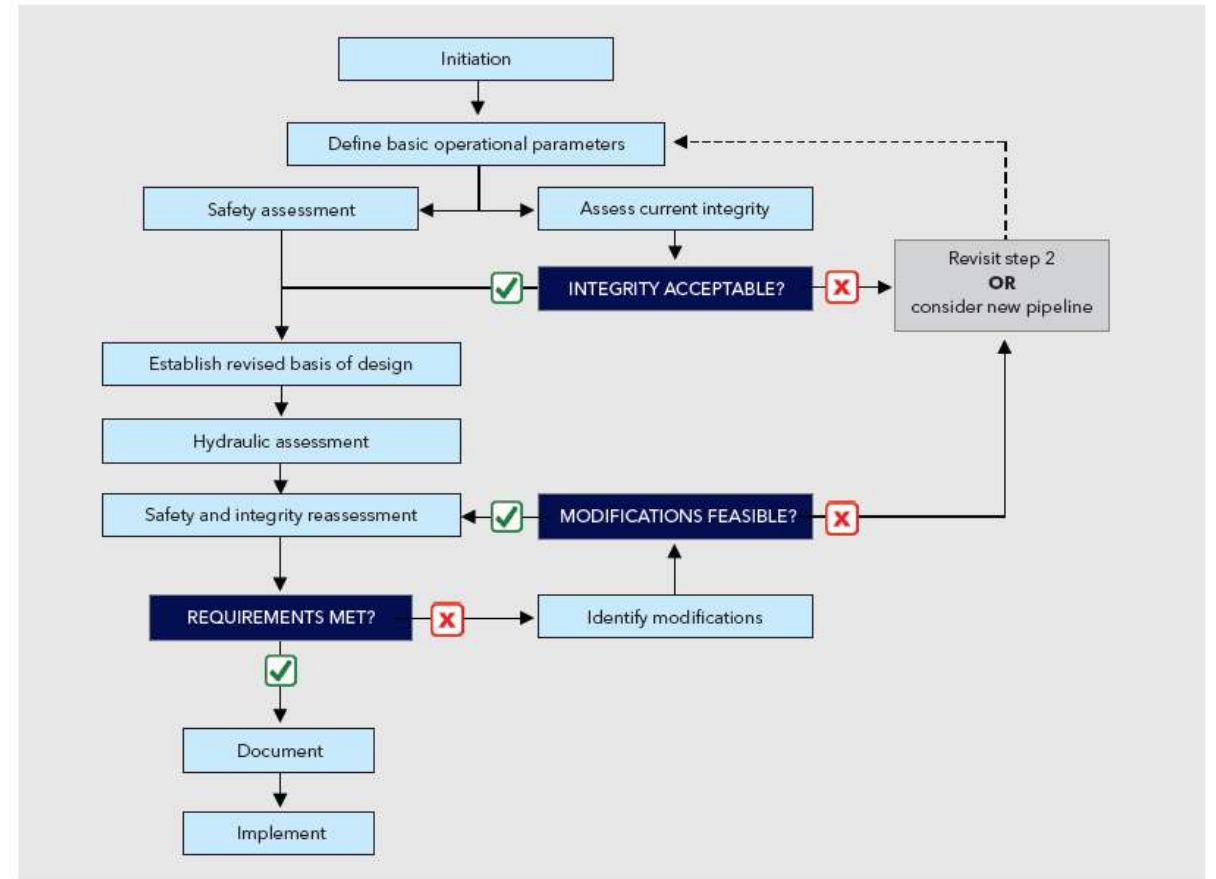 Initiation
Define basic operational parameters
Safety assessment
Assess current integrity
INTEGRITY ACCEPTABLE?
Revisit step 2
OR
consider new pipeline
Establish revised basis of design
Hydraulic assessment
Safety and integrity reassessment
MODIFICATIONS FEASIBLE?
REQUIREMENTS MET?
Identify modifications
Document
Implement